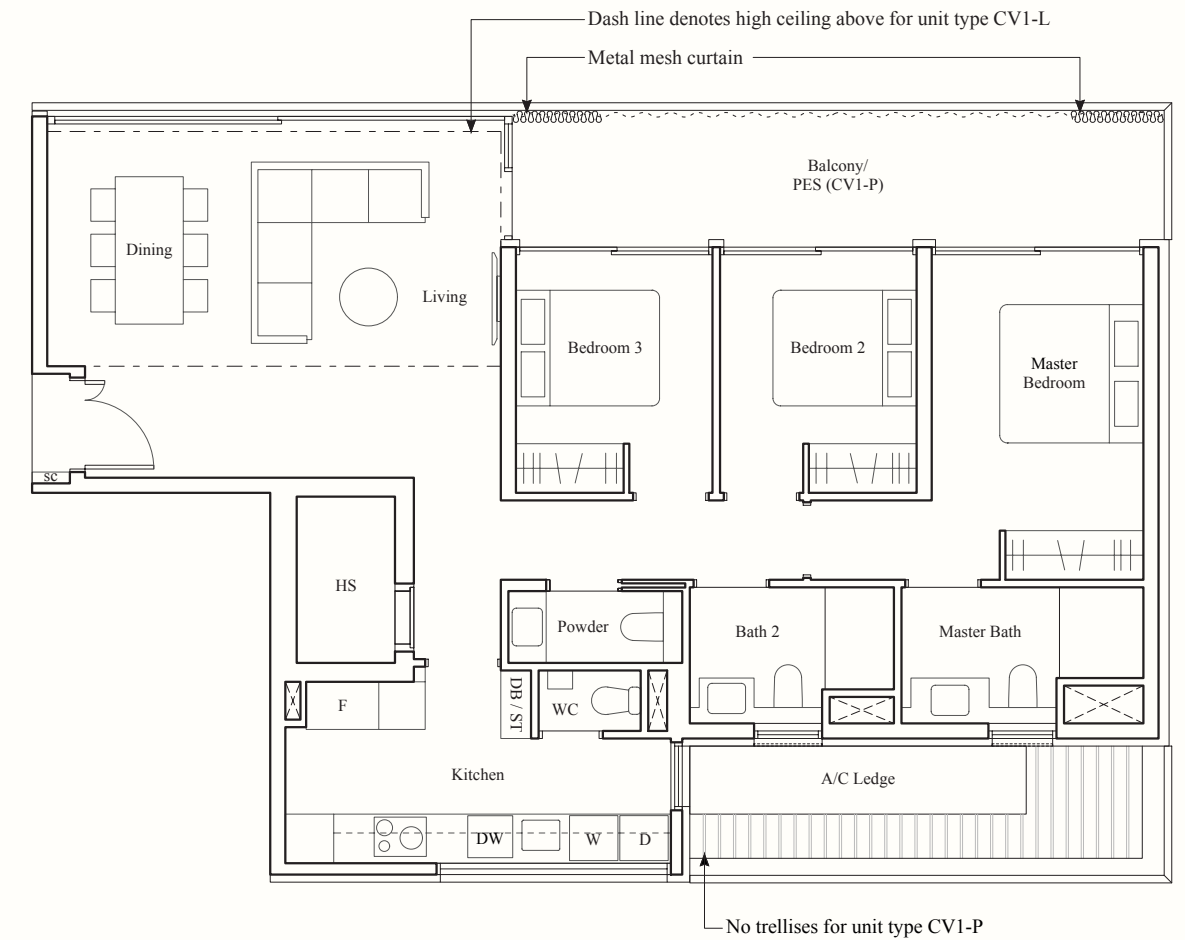 Dash line denotes high ceiling above for unit type CV1-L
Metal mesh curtain
Balcony/
PES (CV1-P)
Dining
Living
Bedroom 3
Bedroom 2
Master
Bedroom
sc
HS
Powder
Bath 2
Master Bath
F
DB / ST
WC
Kitchen
A/C Ledge
DW
W
D
No trellises for unit type CV1-P